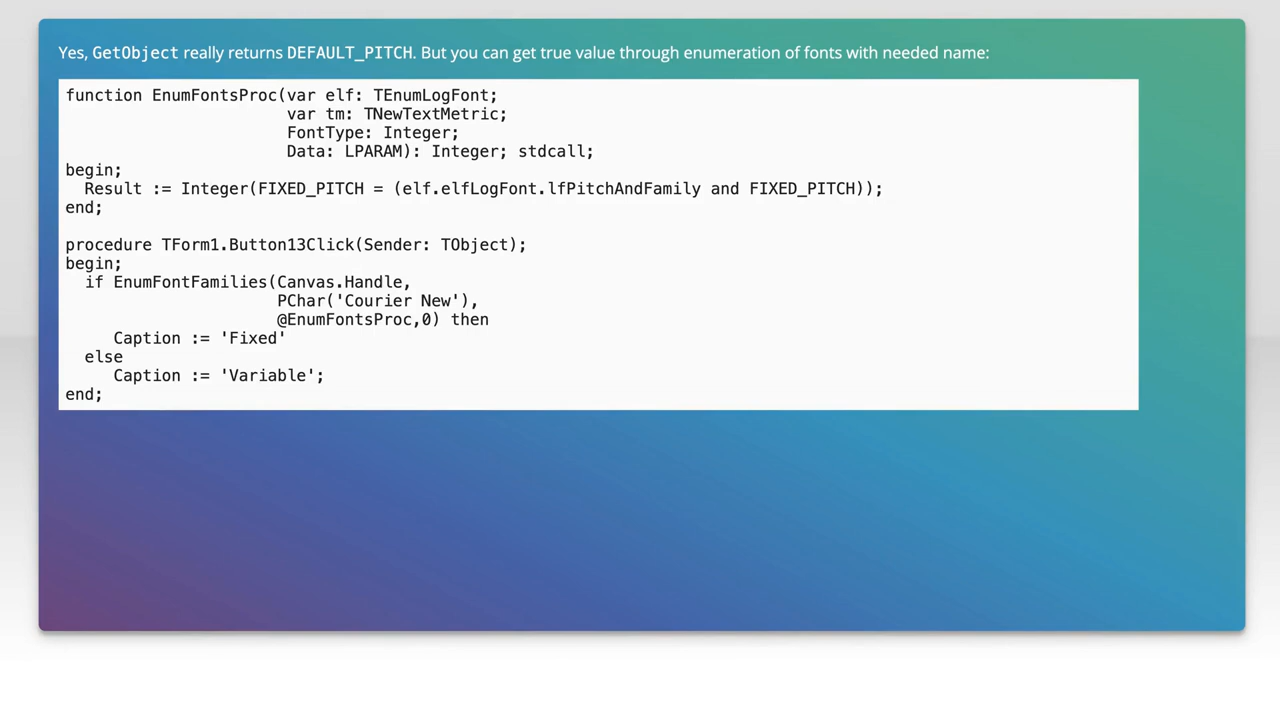 Yes, GetObject really returns DEFAULT_PITCH. But you can get true value through enumeration of fonts with needed name:
function EnumFontsProc(var elf: TEnumLogFont;
                       var tm: TNewTextMetric;
                       FontType: Integer;
                       Data: LPARAM): Integer; stdcall;
begin;
  Result := Integer(FIXED_PITCH = (elf.elfLogFont.lfPitchAndFamily and FIXED_PITCH));
end;

procedure TForm1.Button13Click(Sender: TObject);
begin;
  if EnumFontFamilies(Canvas.Handle,
                      PChar('Courier New'),
                      @EnumFontsProc,0) then
     Caption := 'Fixed'
  else
     Caption := 'Variable';
end;